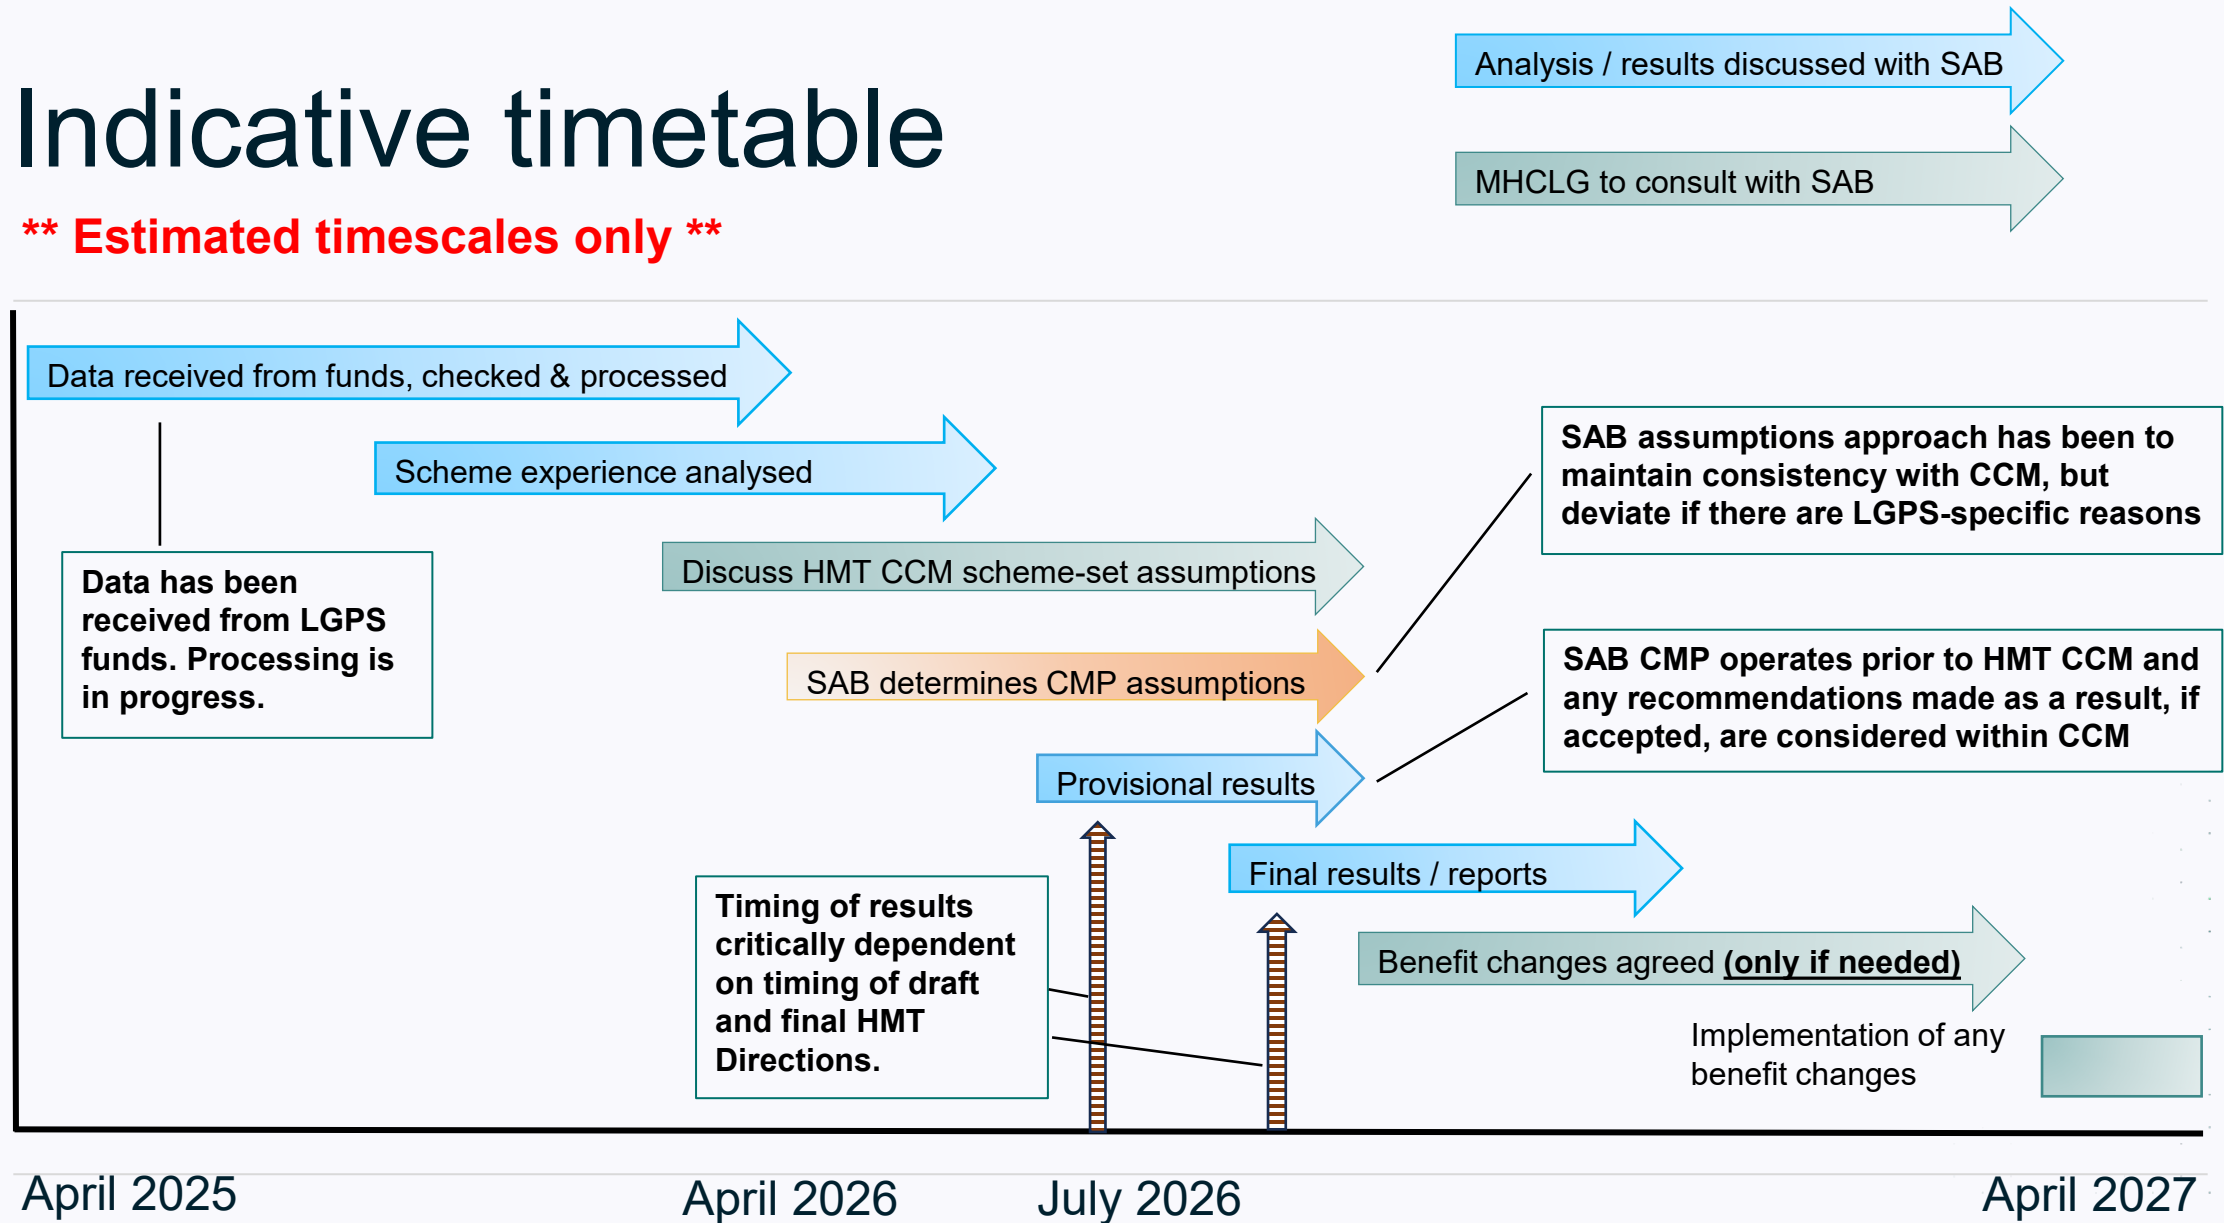 Indicative timetable
** Estimated timescales only **
Analysis / results discussed with SAB
MHCLG to consult with SAB
Data received from funds, checked & processed
Scheme experience analysed
Data has been
received from LGPS
funds. Processing is
in progress.
Discuss HMT CCM scheme-set assumptions
SAB determines CMP assumptions
SAB assumptions approach has been to
maintain consistency with CCM, but
deviate if there are LGPS-specific reasons
SAB CMP operates prior to HMT CCM and
any recommendations made as a result, if
accepted, are considered within CCM
Provisional results
Final results / reports
Timing of results
critically dependent
on timing of draft
and final HMT
Directions.
Benefit changes agreed (only if needed)
Implementation of any
benefit changes
April 2025
April 2026
July 2026
April 2027